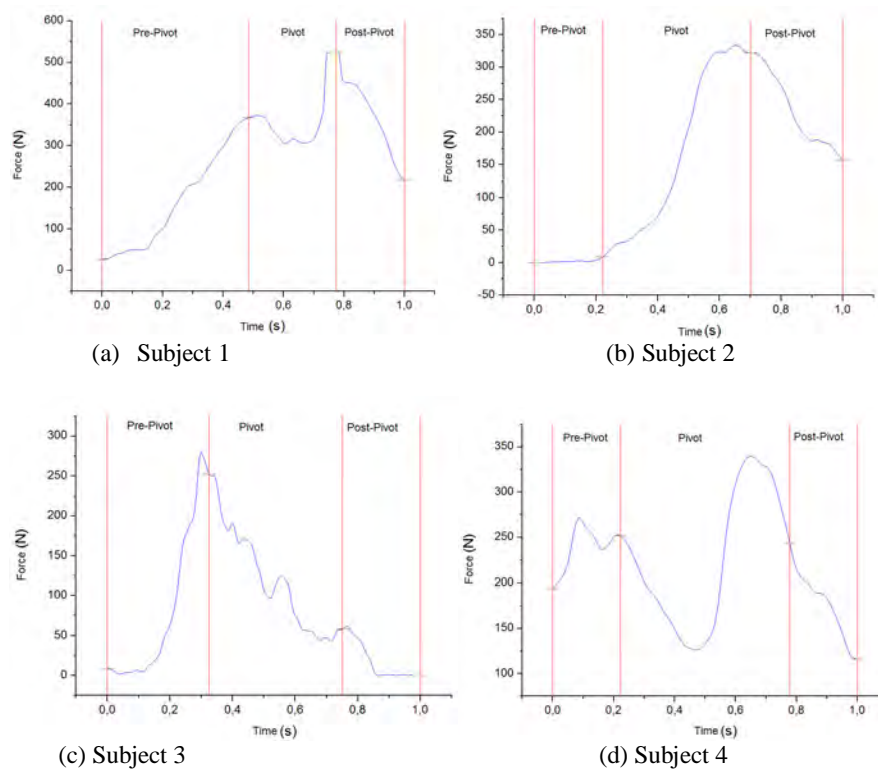 600
500
400
300
200
100
0
Force (N)
Pre-Pivot Pivot Post-Pivot
0,0 0,2 0,4 0,6 0,8 1,0
Time (s)
(a) Subject 1
350
300
250
200
150
100
50
0
-50
Force (N)
Pre-Pivot Pivot Post-Pivot
0,0 0,2 0,4 0,6 0,8 1,0
Time (s)
(b) Subject 2
300
250
200
150
100
50
0
Force (N)
Pre-Pivot Pivot Post-Pivot
0,0 0,2 0,4 0,6 0,8 1,0
Time (s)
(c) Subject 3
350
300
250
200
150
100
Force (N)
Pre-Pivot Pivot Post-Pivot
0,0 0,2 0,4 0,6 0,8 1,0
Time (s)
(d) Subject 4